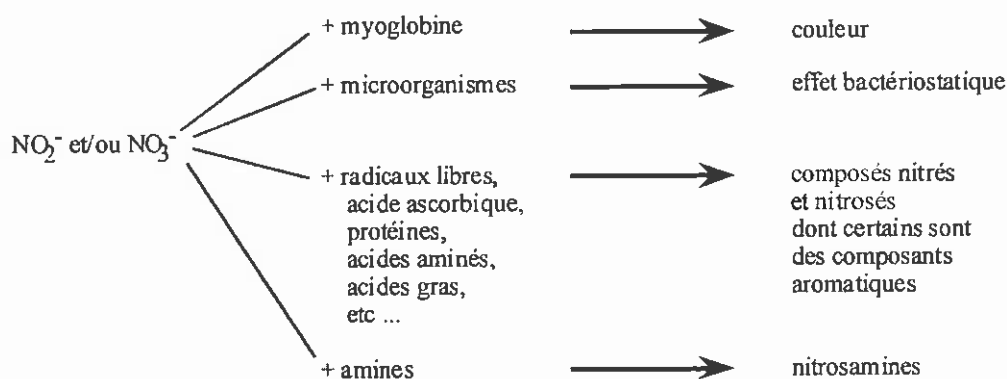 + myoglobine couleur
+ microorganismes effet bactériostatique
NO₂⁻ et/ou NO₃⁻
+ radicaux libres, composés nitrés
acide ascorbique, et nitrosés
protéines, dont certains sont
acides aminés, des composants
acides gras, aromatiques
etc ...
+ amines nitrosamines